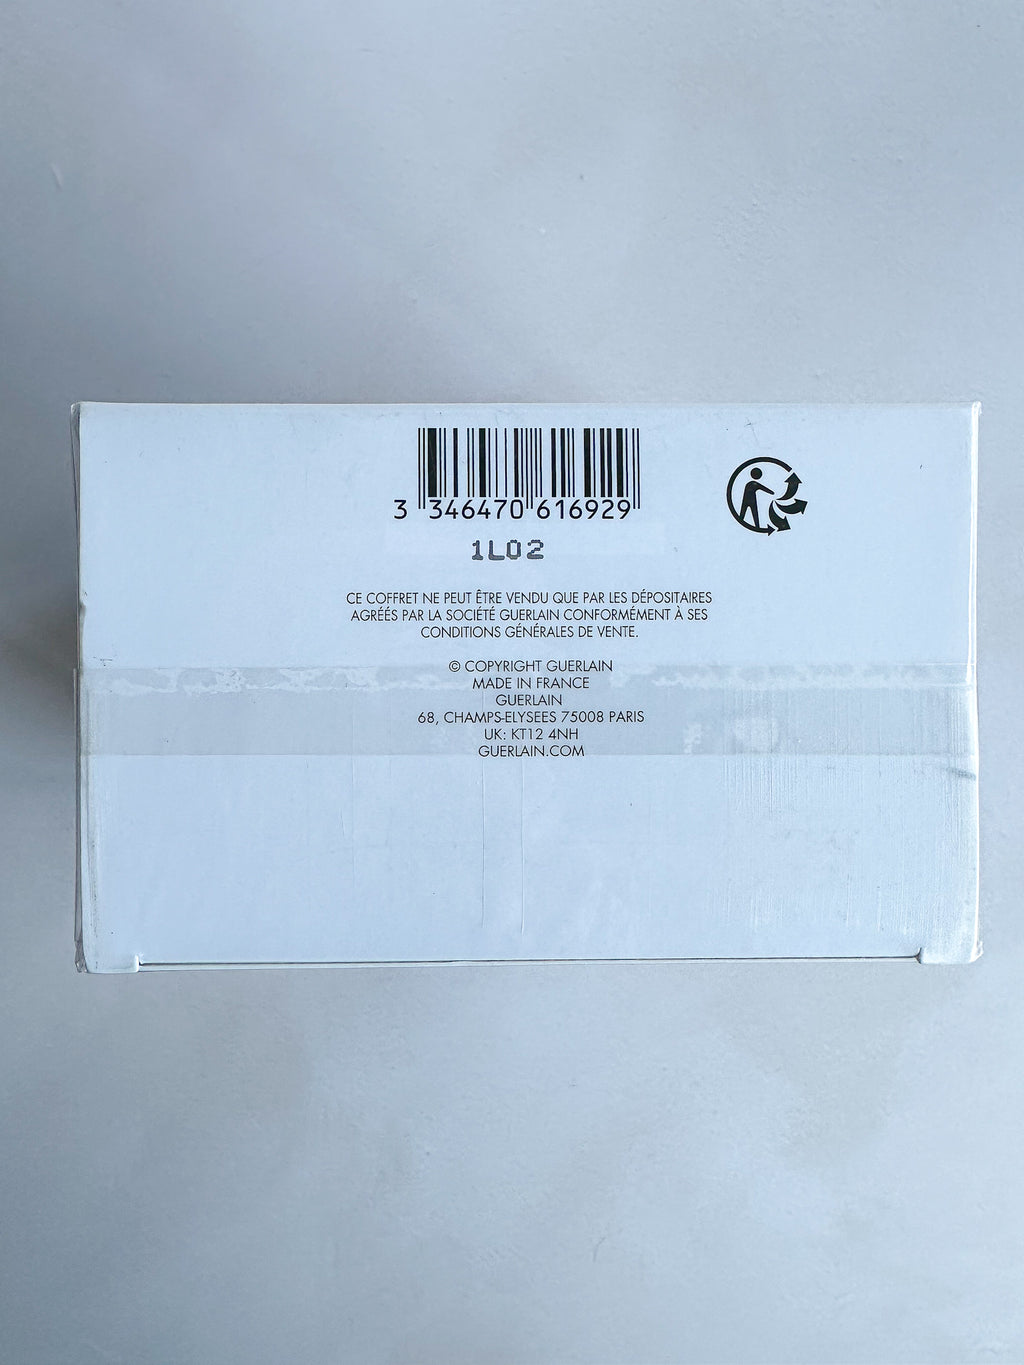 3 346470 616929
1L02
CE COFFRET NE PEUT ÊTRE VENDU QUE PAR LES DÉPOSITAIRES
AGRÉÉS PAR LA SOCIÉTÉ GUERLAIN CONFORMÉMENT À SES
CONDITIONS GÉNÉRALES DE VENTE.
© COPYRIGHT GUERLAIN
MADE IN FRANCE
GUERLAIN
68, CHAMPS-ELYSEES 75008 PARIS
UK: KT12 4NH
GUERLAIN.COM